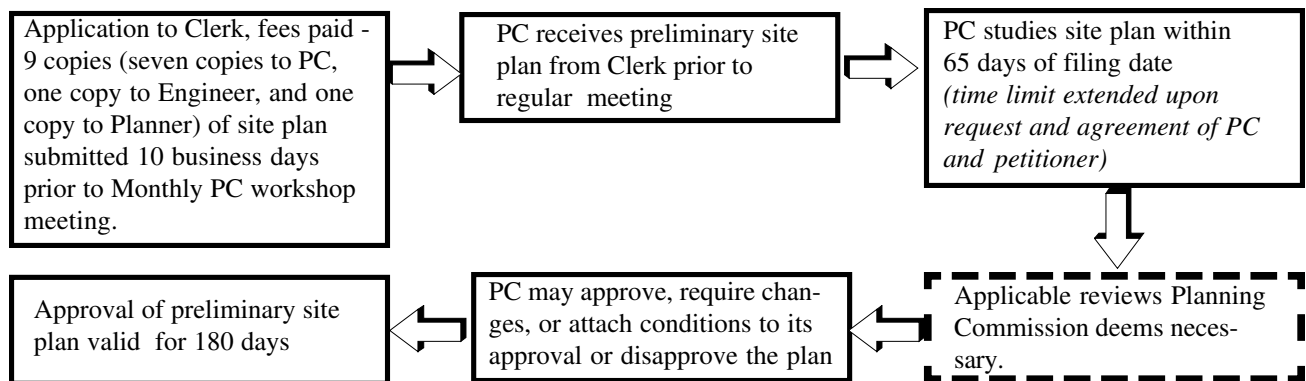 Application to Clerk, fees paid -
9 copies (seven copies to PC,
one copy to Engineer, and one
copy to Planner) of site plan
submitted 10 business days
prior to Monthly PC workshop
meeting.
PC receives preliminary site
plan from Clerk prior to
regular meeting
PC studies site plan within
65 days of filing date
(time limit extended upon
request and agreement of PC
and petitioner)
Applicable reviews Planning
Commission deems neces-
sary.
PC may approve, require chan-
ges, or attach conditions to its
approval or disapprove the plan
Approval of preliminary site
plan valid for 180 days